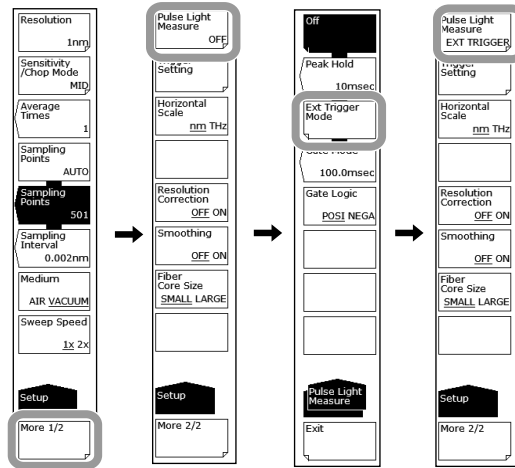 Resolution
1nm
Sensitivity
/Chop Mode
MID
Average
Times
1
Sampling
Points
AUTO
Sampling
Points
501
Sampling
Interval
0.002nm
Medium
AIR VACUUM
Sweep Speed
1x 2x
Setup
More 1/2
Pulse Light
Measure
OFF
Trigger
Setting
Horizontal
Scale
nm THz
Resolution
Correction
OFF ON
Smoothing
OFF ON
Fiber
Core Size
SMALL LARGE
Setup
More 2/2
Off
Peak Hold
10msec
Ext Trigger
Mode
Gate Mode
100.0msec
Gate Logic
POSI NEGA
Pulse Light
Measure
Exit
Pulse Light
Measure
EXT TRIGGER
Trigger
Setting
Horizontal
Scale
nm THz
Resolution
Correction
OFF ON
Smoothing
OFF ON
Fiber
Core Size
SMALL LARGE
Setup
More 2/2